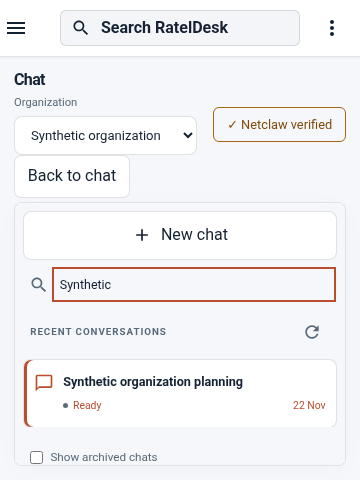 Search RatelDesk
Chat
Organization
Synthetic organization
✓ Netclaw verified
Back to chat
+ New chat
Synthetic
RECENT CONVERSATIONS
Synthetic organization planning
Ready
22 Nov
Show archived chats